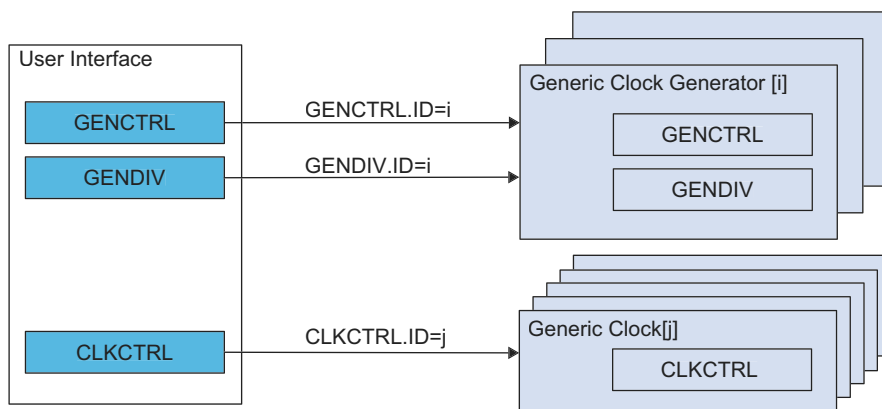 User Interface
GENCTRL
GENDIV
CLKCTRL
GENCTRL.ID=i
GENDIV.ID=i
CLKCTRL.ID=j
Generic Clock Generator [i]
GENCTRL
GENDIV
Generic Clock[j]
CLKCTRL